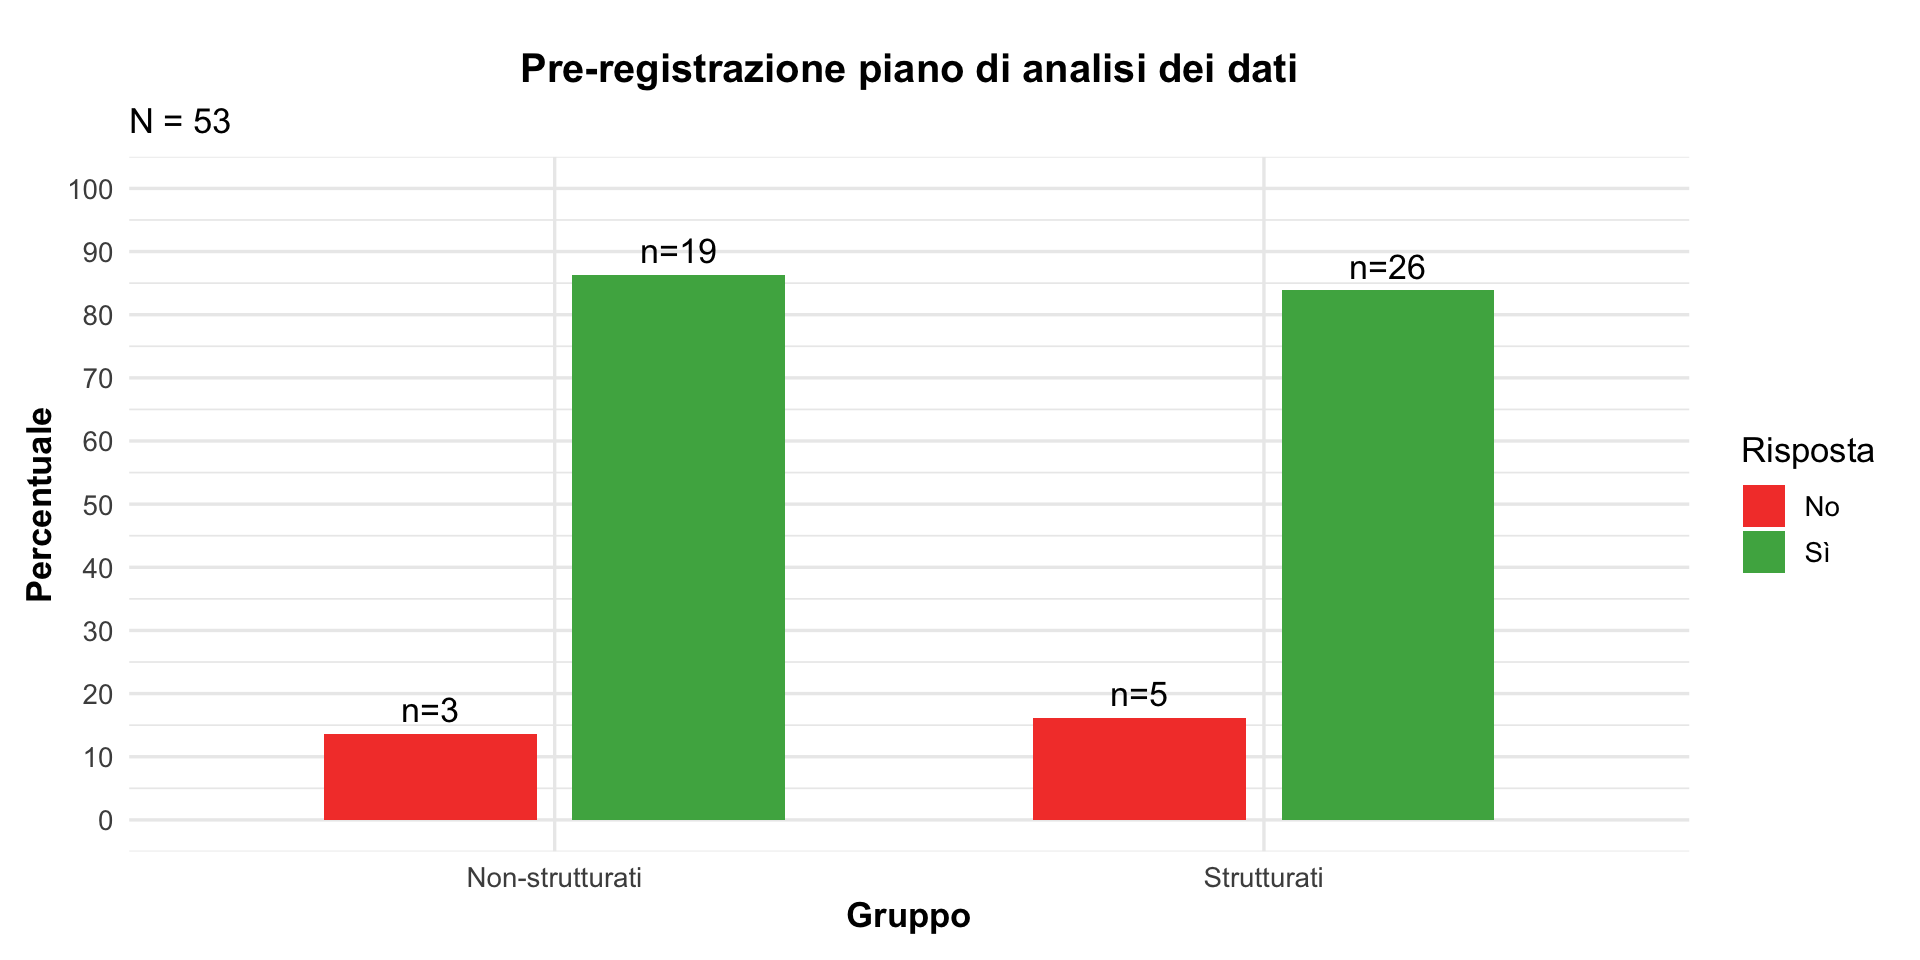 Pre-registrazione piano di analisi dei dati
N = 53
100
90
80
70
60
50
40
30
20
10
0
Percentuale
n=3
n=19
n=5
n=26
Non-strutturati
Strutturati
Gruppo
Risposta
No
Sì